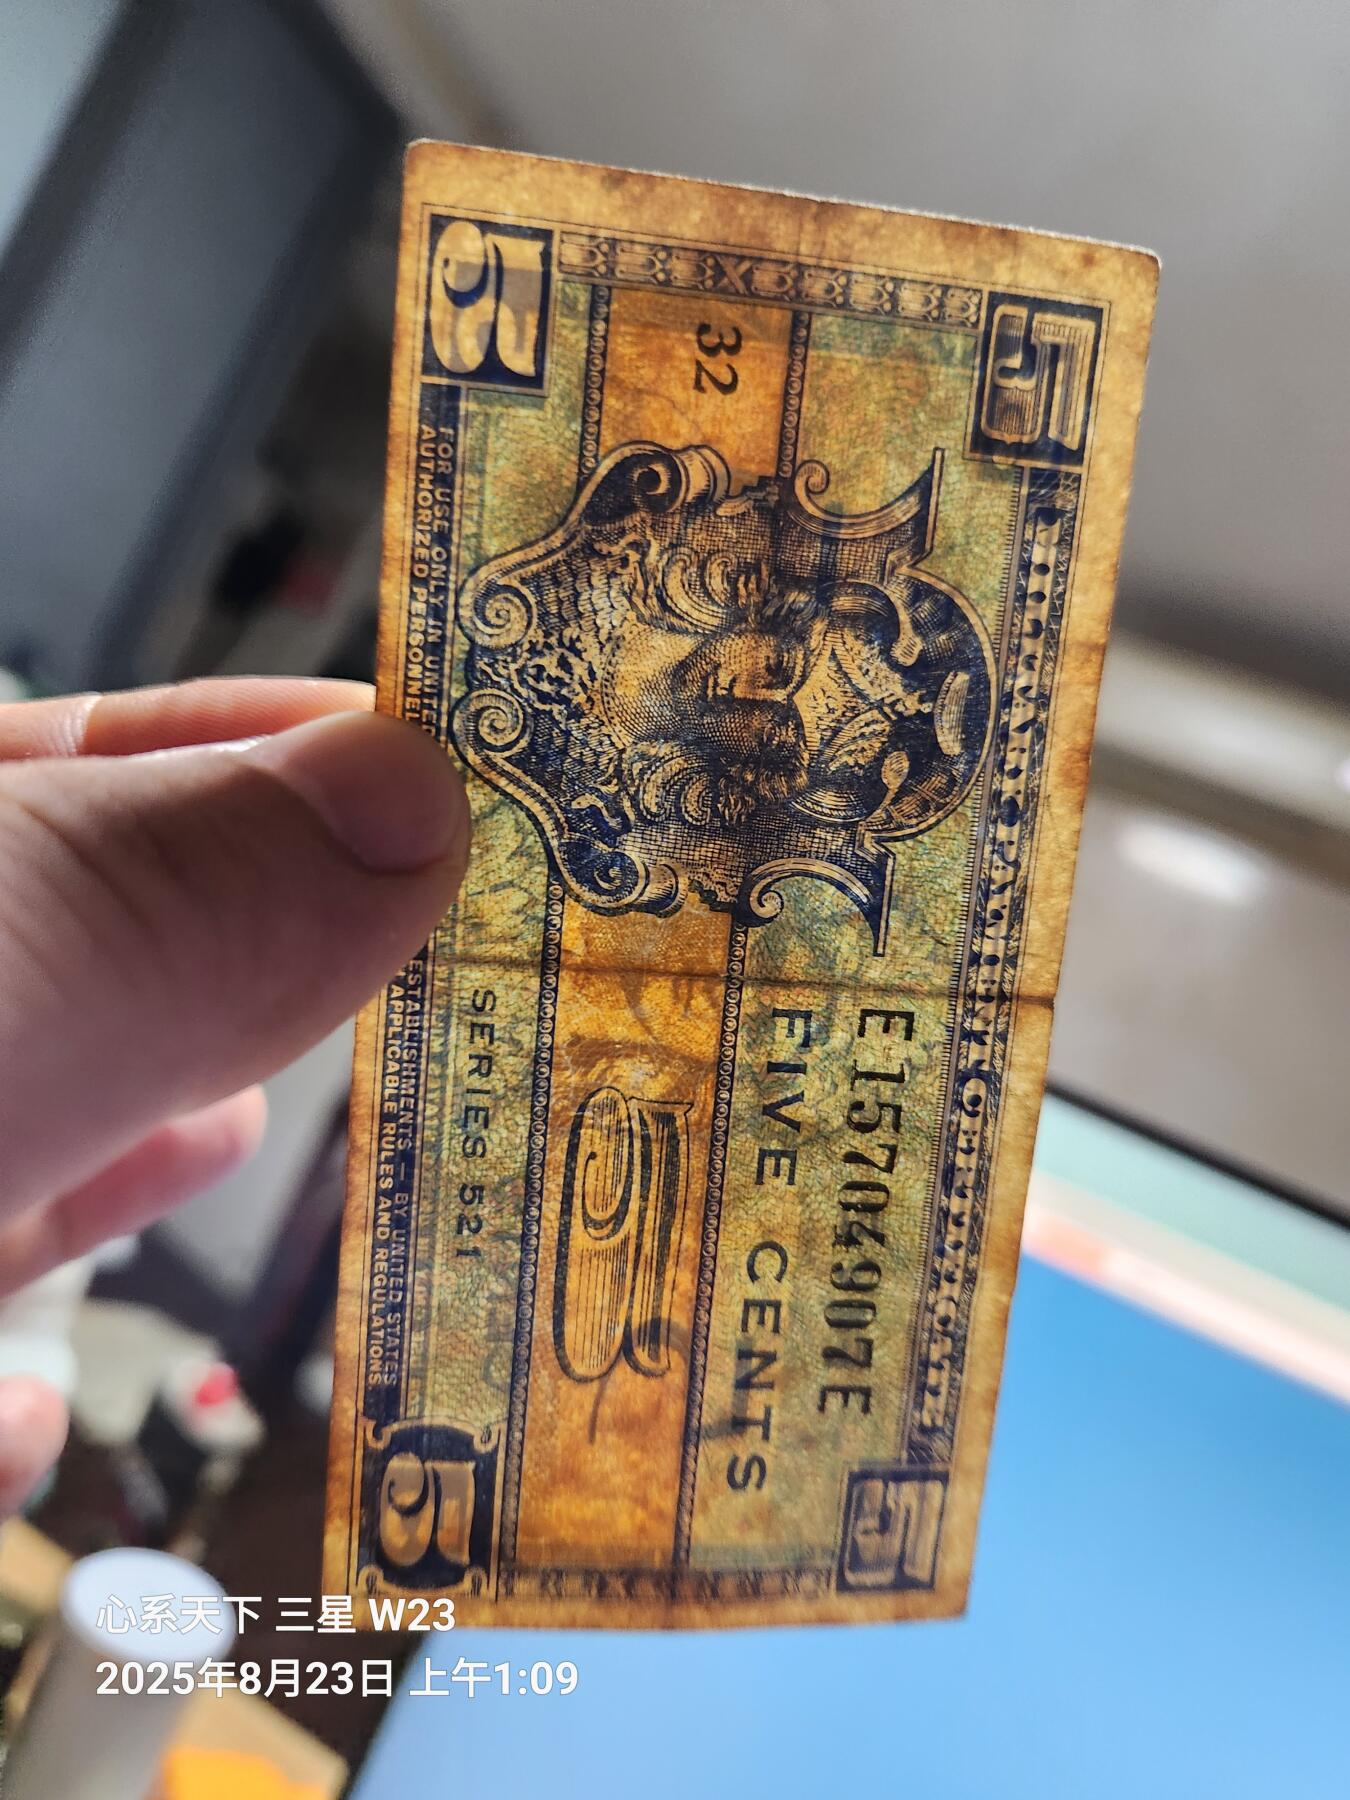 5
5
32
E15704907E
FIVE CENTS
5
SERIES 521
FOR USE ONLY IN UNITED
ESTABLISHMENTS — BY UNITED STATES
AUTHORIZED PERSONNEL
APPLICABLE RULES AND REGULATIONS
5
5
心系天下 三星 W23
2025年8月23日 上午1:09